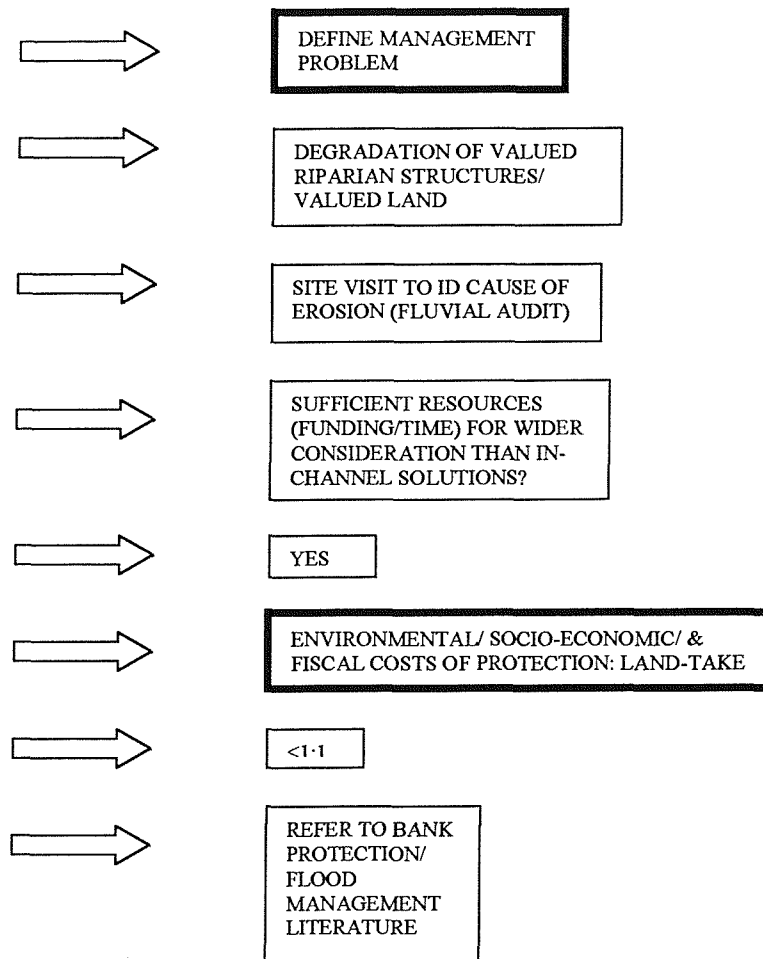 DEFINE MANAGEMENT
PROBLEM
DEGRADATION OF VALUED
RIPARIAN STRUCTURES/
VALUED LAND
SITE VISIT TO ID CAUSE OF
EROSION (FLUVIAL AUDIT)
SUFFICIENT RESOURCES
(FUNDING/TIME) FOR WIDER
CONSIDERATION THAN IN-
CHANNEL SOLUTIONS?
YES
ENVIRONMENTAL/ SOCIO-ECONOMIC/ &
FISCAL COSTS OF PROTECTION: LAND-TAKE
<1·1
REFER TO BANK
PROTECTION/
FLOOD
MANAGEMENT
LITERATURE